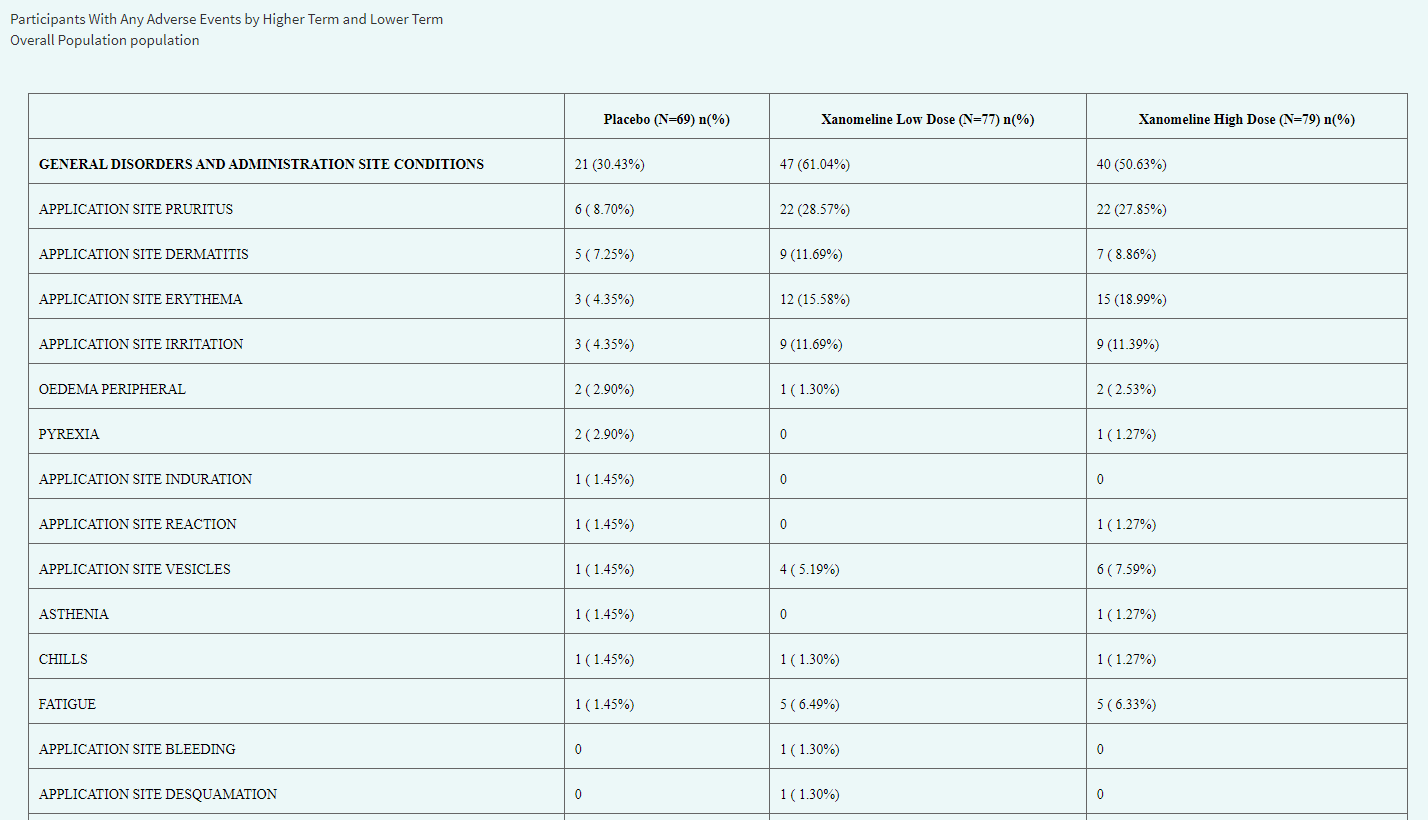 Participants With Any Adverse Events by Higher Term and Lower Term
Overall Population population
Placebo (N=69) n(%) Xanomeline Low Dose (N=77) n(%) Xanomeline High Dose (N=79) n(%)
GENERAL DISORDERS AND ADMINISTRATION SITE CONDITIONS 21 (30.43%) 47 (61.04%) 40 (50.63%)
APPLICATION SITE PRURITUS 6 ( 8.70%) 22 (28.57%) 22 (27.85%)
APPLICATION SITE DERMATITIS 5 ( 7.25%) 9 (11.69%) 7 ( 8.86%)
APPLICATION SITE ERYTHEMA 3 ( 4.35%) 12 (15.58%) 15 (18.99%)
APPLICATION SITE IRRITATION 3 ( 4.35%) 9 (11.69%) 9 (11.39%)
OEDEMA PERIPHERAL 2 ( 2.90%) 1 ( 1.30%) 2 ( 2.53%)
PYREXIA 2 ( 2.90%) 0 1 ( 1.27%)
APPLICATION SITE INDURATION 1 ( 1.45%) 0 0
APPLICATION SITE REACTION 1 ( 1.45%) 0 1 ( 1.27%)
APPLICATION SITE VESICLES 1 ( 1.45%) 4 ( 5.19%) 6 ( 7.59%)
ASTHENIA 1 ( 1.45%) 0 1 ( 1.27%)
CHILLS 1 ( 1.45%) 1 ( 1.30%) 1 ( 1.27%)
FATIGUE 1 ( 1.45%) 5 ( 6.49%) 5 ( 6.33%)
APPLICATION SITE BLEEDING 0 1 ( 1.30%) 0
APPLICATION SITE DESQUAMATION 0 1 ( 1.30%) 0